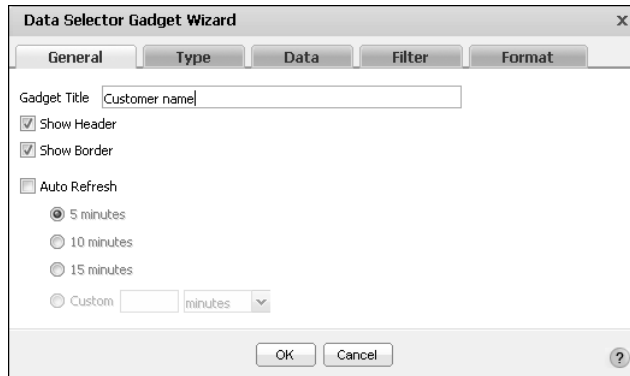 Data Selector Gadget Wizard x
General Type Data Filter Format
Gadget Title Customer name
Show Header
Show Border
Auto Refresh
5 minutes
10 minutes
15 minutes
Custom minutes
OK Cancel ?